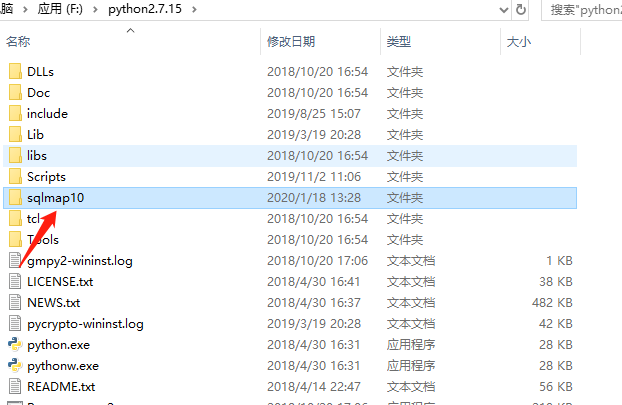 脑 > 应用 (F:) > python2.7.15 > 搜索"python2
名称 修改日期 类型 大小
DLLs 2018/10/20 16:54 文件夹
Doc 2018/10/20 16:54 文件夹
include 2019/8/25 15:07 文件夹
Lib 2019/3/19 20:28 文件夹
libs 2018/10/20 16:54 文件夹
Scripts 2019/11/2 11:06 文件夹
sqlmap10 2020/1/18 13:28 文件夹
tcl 2018/10/20 16:54 文件夹
Tools 2018/10/20 16:54 文件夹
gmpy2-wininst.log 2018/10/20 17:06 文本文档 1 KB
LICENSE.txt 2018/4/30 16:41 文本文档 38 KB
NEWS.txt 2018/4/30 16:37 文本文档 482 KB
pycrypto-wininst.log 2019/3/19 20:28 文本文档 42 KB
python.exe 2018/4/30 16:31 应用程序 28 KB
pythonw.exe 2018/4/30 16:31 应用程序 28 KB
README.txt 2018/4/14 22:47 文本文档 56 KB